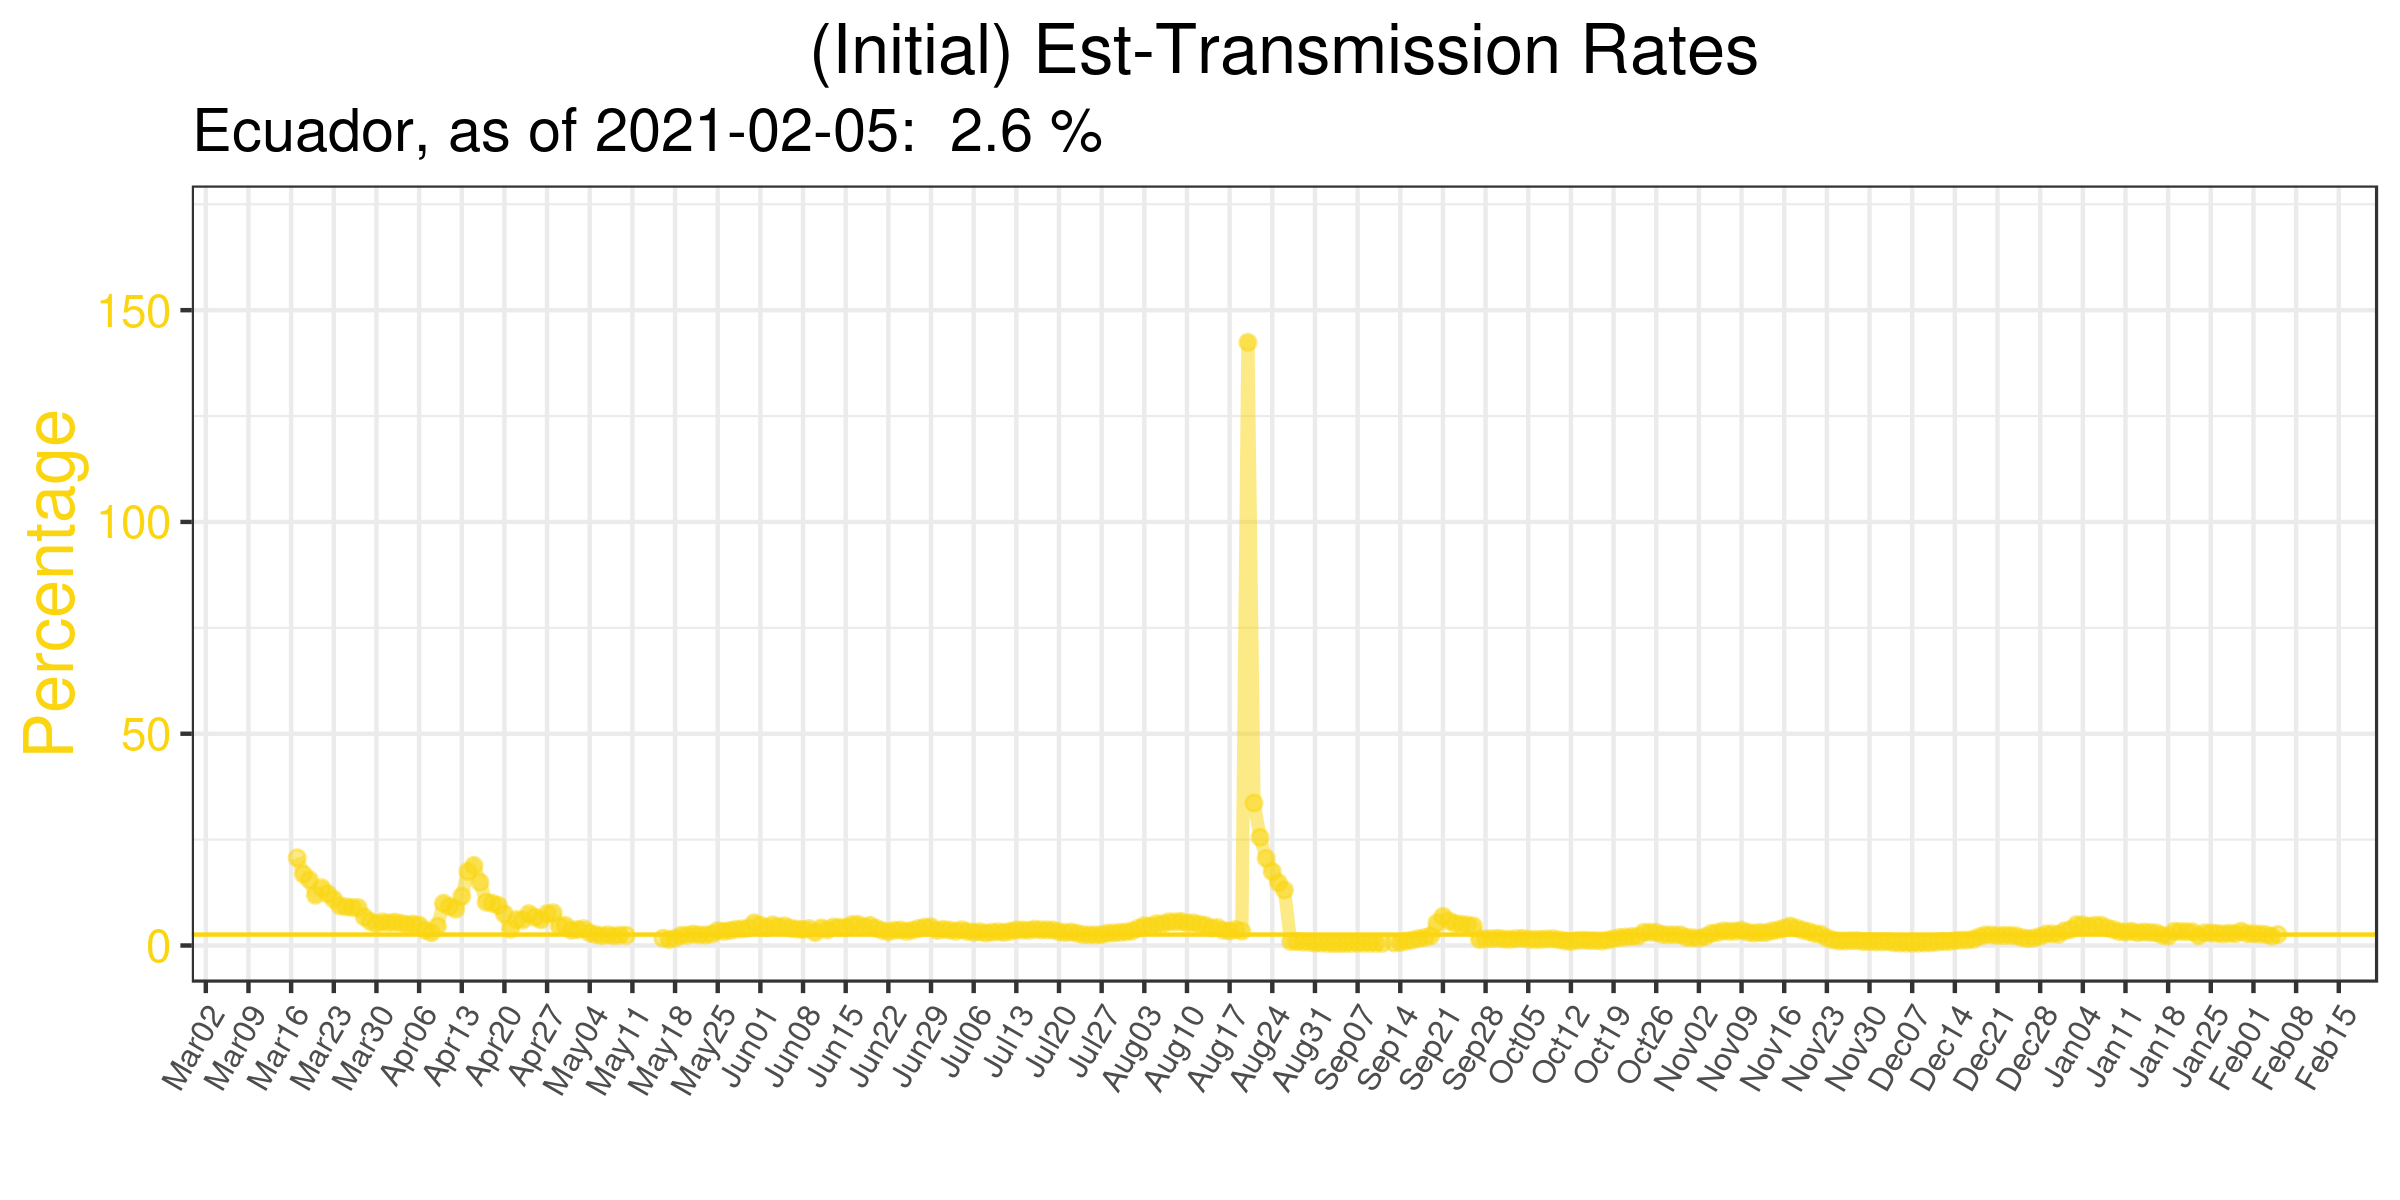 (Initial) Est-Transmission Rates
Ecuador, as of 2021-02-05:  2.6 %
Percentage
150
100
50
0
Mar02 Mar09 Mar16 Mar23 Mar30 Apr06 Apr13 Apr20 Apr27 May04 May11 May18 May25 Jun01 Jun08 Jun15 Jun22 Jun29 Jul06 Jul13 Jul20 Jul27 Aug03 Aug10 Aug17 Aug24 Aug31 Sep07 Sep14 Sep21 Sep28 Oct05 Oct12 Oct19 Oct26 Nov02 Nov09 Nov16 Nov23 Nov30 Dec07 Dec14 Dec21 Dec28 Jan04 Jan11 Jan18 Jan25 Feb01 Feb08 Feb15